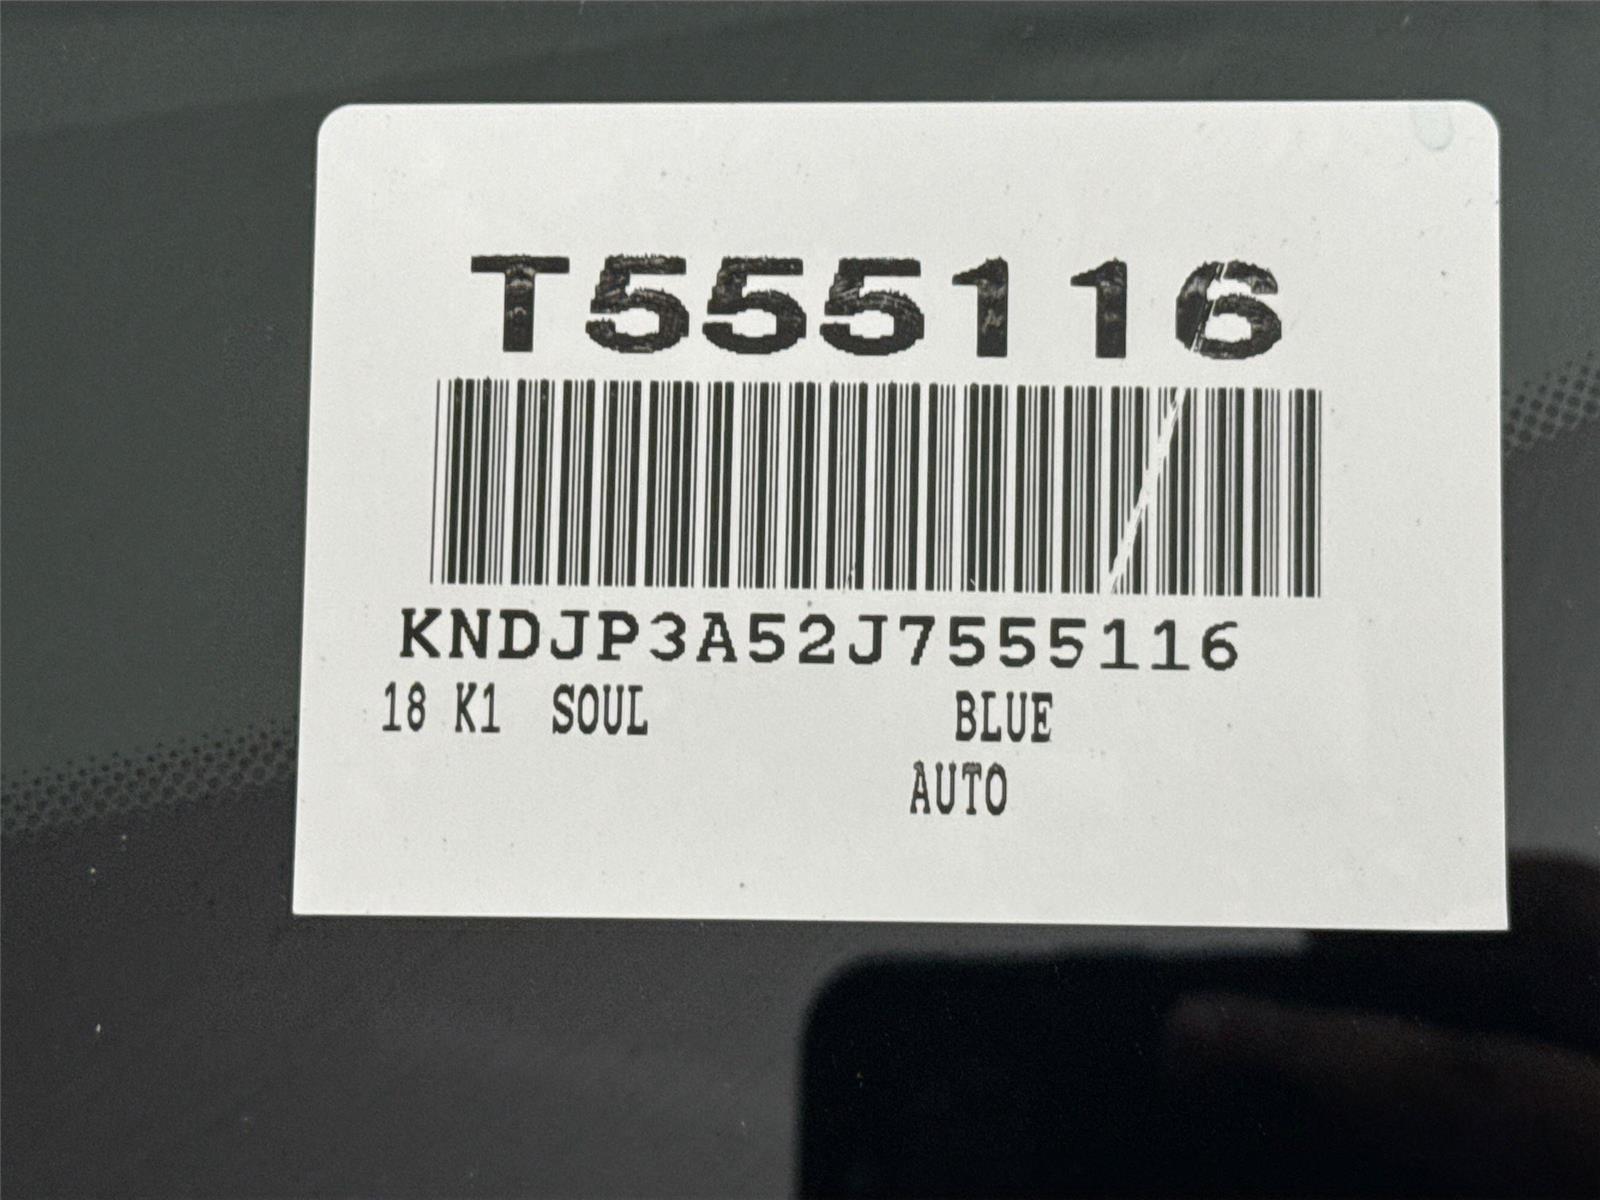 T555116
KNDJP3A52J7555116
18 K1 SOUL BLUE
AUTO